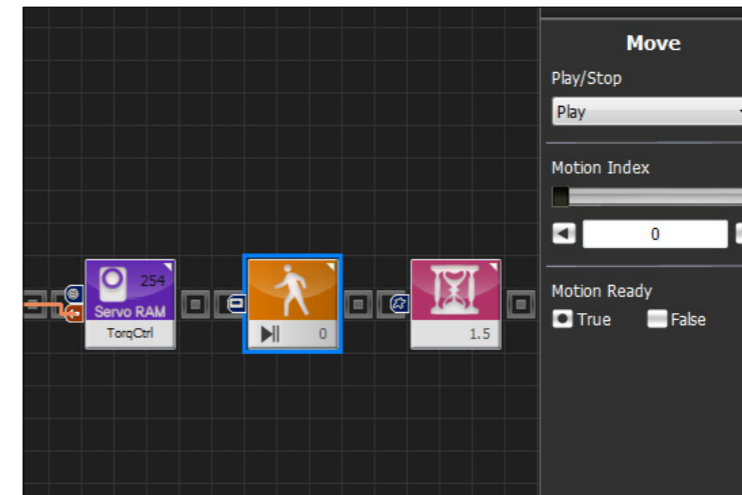 Move
Play/Stop
Play
Motion Index
0
Motion Ready
True False
254
Servo RAM
TorqCtrl
0
1.5